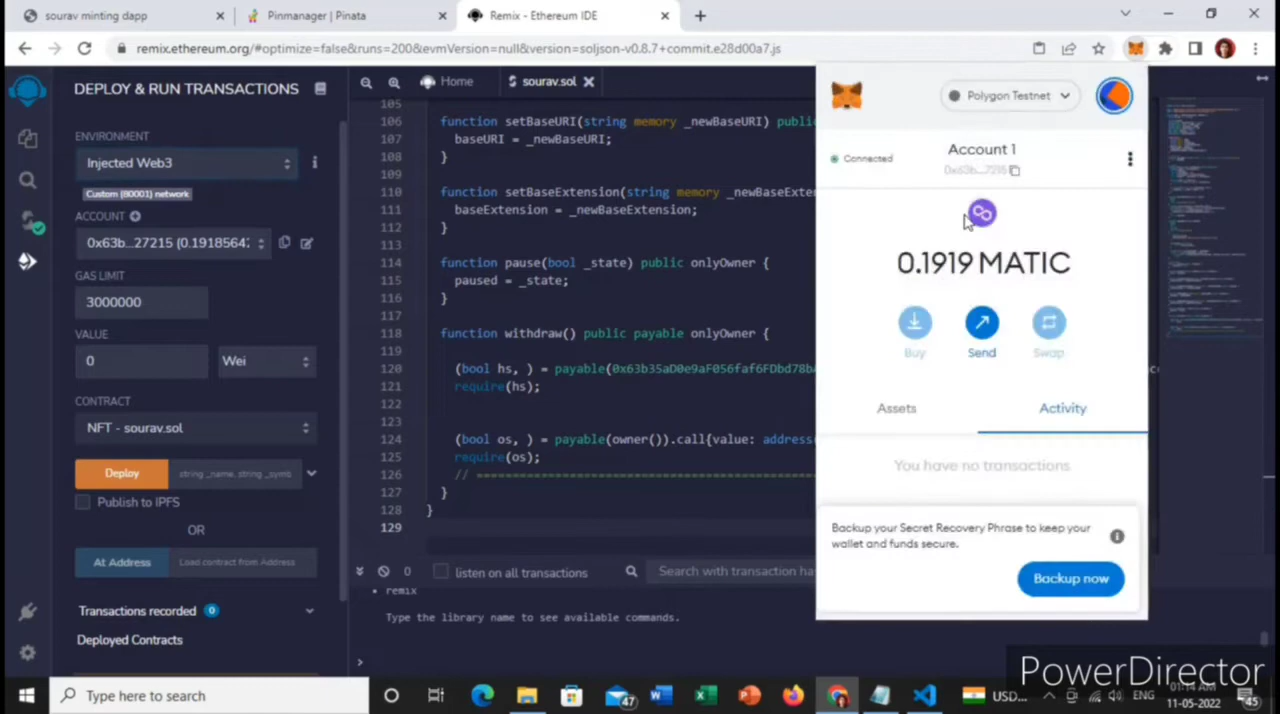 sourav minting dapp
Pinmanager | Pinata
Remix - Ethereum IDE
remix.ethereum.org/#optimize=false&runs=200&evmVersion=null&version=soljson-v0.8.7+commit.e28d00a7.js
DEPLOY & RUN TRANSACTIONS
ENVIRONMENT
Injected Web3
Custom (80001) network
ACCOUNT
0x63b...27215 (0.1918564
GAS LIMIT
3000000
VALUE
0
Wei
CONTRACT
NFT - sourav.sol
Deploy
string _name, string _symb
Publish to IPFS
OR
At Address
Load contract from Address
Transactions recorded 0
Deployed Contracts
Home
sourav.sol
105
106 function setBaseURI(string memory _newBaseURI) public
107 baseURI = _newBaseURI;
108 }
109
110 function setBaseExtension(string memory _newBaseExten
111 baseExtension = _newBaseExtension;
112 }
113
114 function pause(bool _state) public onlyOwner {
115 paused = _state;
116 }
117
118 function withdraw() public payable onlyOwner {
119
120 (bool hs, ) = payable(0x63b35aD0e9aF056faf6FDbd78b
121 require(hs);
122
123
124 (bool os, ) = payable(owner()).call{value: address(
125 require(os);
126 // ====================================
127 }
128 }
129
0
listen on all transactions
Search with transaction ha
remix
Type the library name to see available commands.
>
Polygon Testnet
Connected
Account 1
0x63b...7215
0.1919 MATIC
Buy
Send
Swap
Assets
Activity
You have no transactions
Backup your Secret Recovery Phrase to keep your
wallet and funds secure.
Backup now
PowerDirector
Type here to search
47
USD...
ENG
01:14 AM
11-05-2022
45